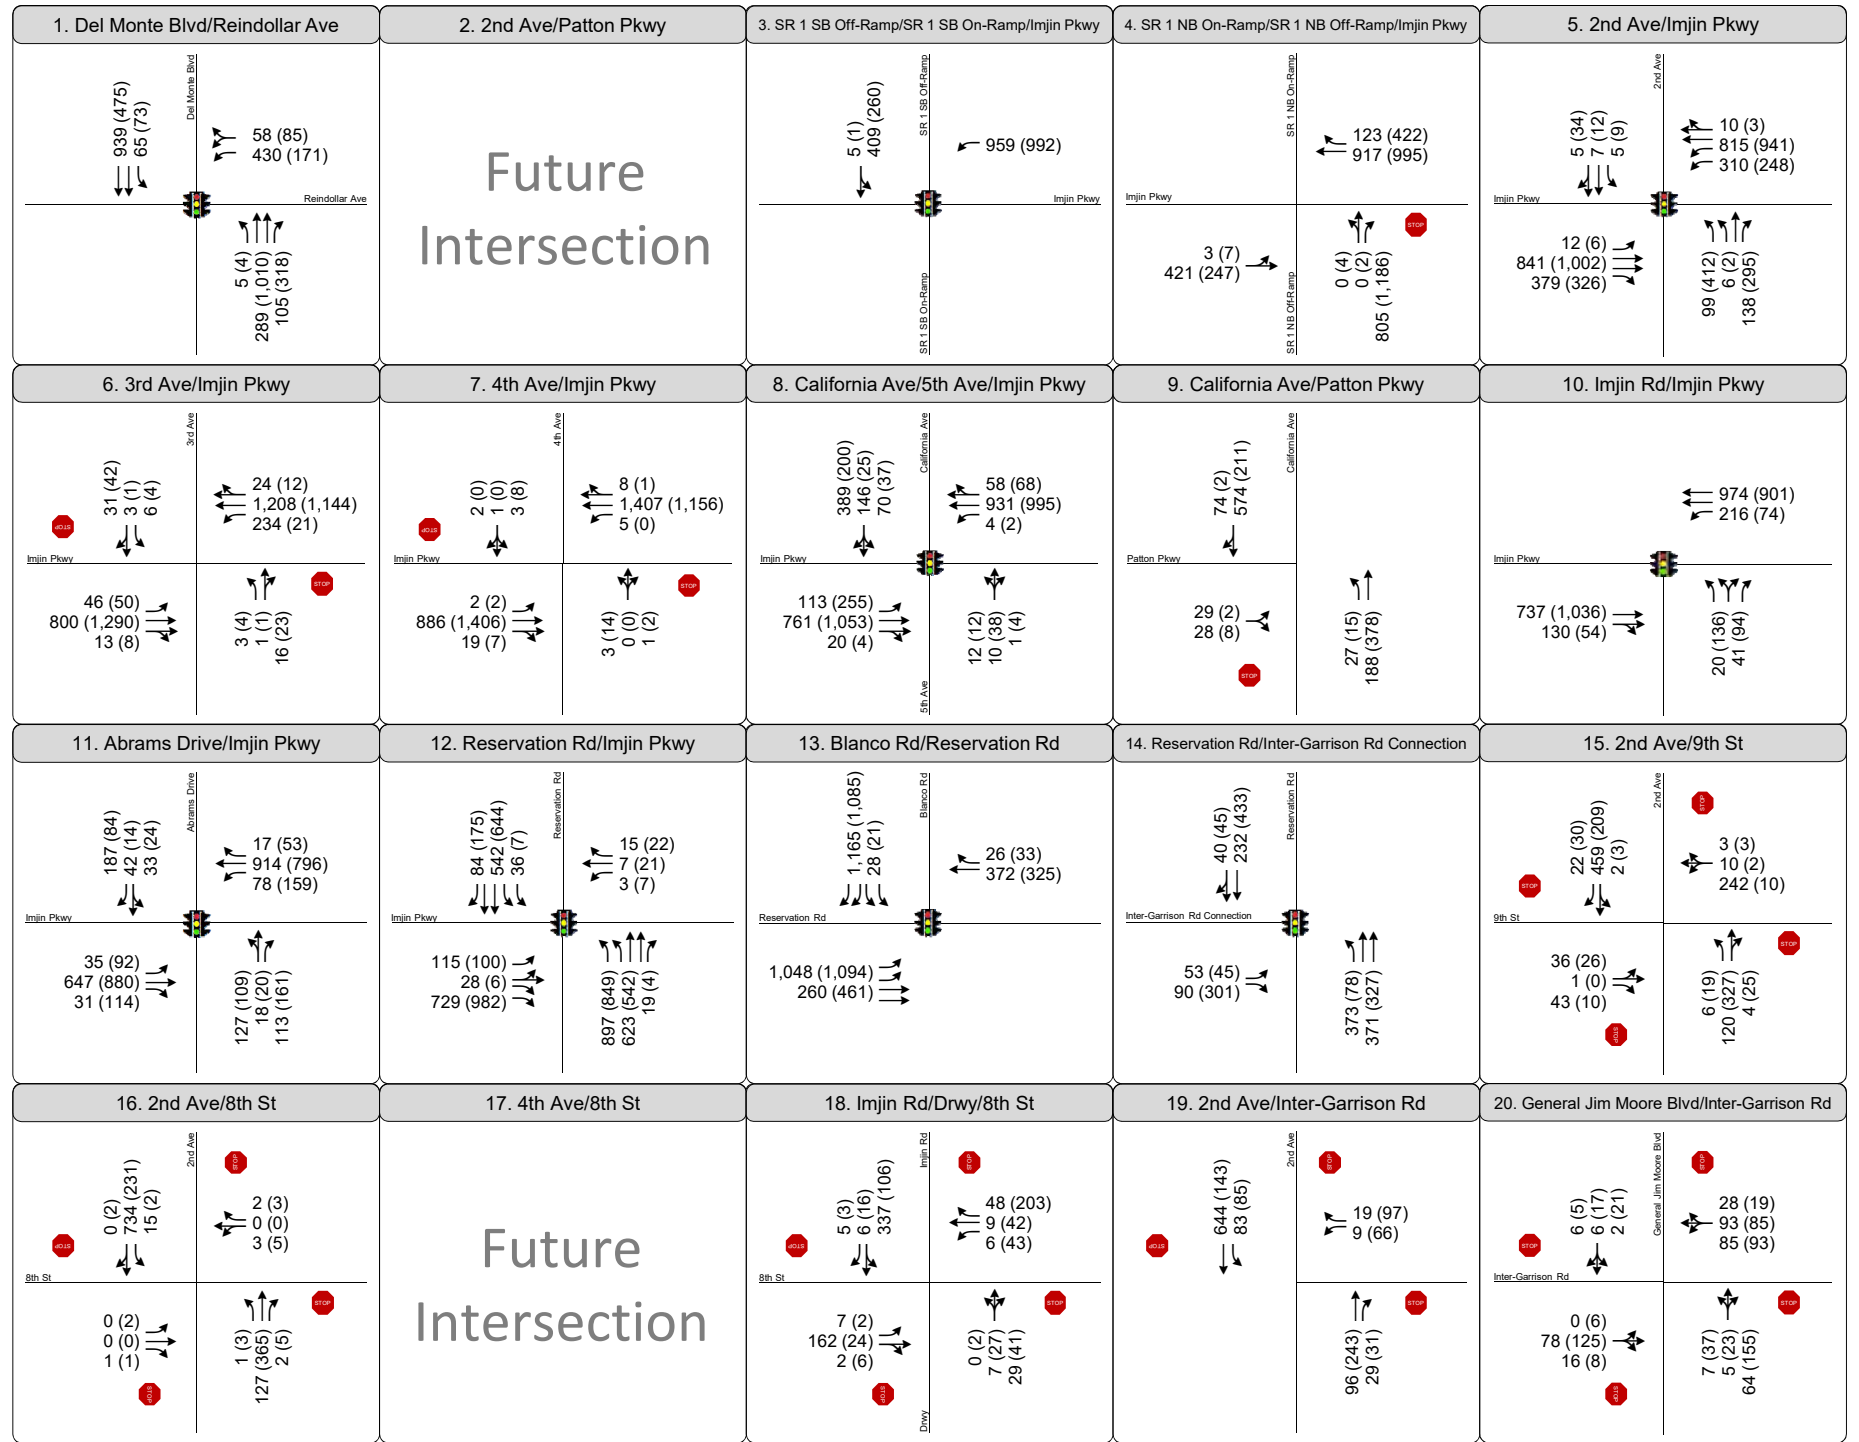 1. Del Monte Blvd/Reindollar Ave
Del Monte Blvd
939 (475)
65 (73)
58 (85)
430 (171)
Reindollar Ave
5 (4)
289 (1,010)
105 (318)
2. 2nd Ave/Patton Pkwy
Future
Intersection
3. SR 1 SB Off-Ramp/SR 1 SB On-Ramp/Imjin Pkwy
SR 1 SB Off-Ramp
5 (1)
409 (260)
959 (992)
Imjin Pkwy
SR 1 SB On-Ramp
4. SR 1 NB On-Ramp/SR 1 NB Off-Ramp/Imjin Pkwy
SR 1 NB On-Ramp
123 (422)
917 (995)
Imjin Pkwy
STOP
3 (7)
421 (247)
SR 1 NB Off-Ramp
0 (4)
0 (2)
805 (1,186)
5. 2nd Ave/Imjin Pkwy
2nd Ave
5 (34)
7 (12)
5 (9)
10 (3)
815 (941)
310 (248)
Imjin Pkwy
12 (6)
841 (1,002)
379 (326)
99 (412)
6 (2)
138 (295)
6. 3rd Ave/Imjin Pkwy
3rd Ave
31 (42)
3 (1)
6 (4)
24 (12)
1,208 (1,144)
234 (21)
STOP
Imjin Pkwy
STOP
46 (50)
800 (1,290)
13 (8)
3 (4)
1 (1)
16 (23)
7. 4th Ave/Imjin Pkwy
4th Ave
2 (0)
1 (0)
3 (8)
8 (1)
1,407 (1,156)
5 (0)
STOP
Imjin Pkwy
STOP
2 (2)
886 (1,406)
19 (7)
3 (14)
0 (0)
1 (2)
8. California Ave/5th Ave/Imjin Pkwy
California Ave
389 (200)
146 (25)
70 (37)
58 (68)
931 (995)
4 (2)
Imjin Pkwy
113 (255)
761 (1,053)
20 (4)
12 (12)
10 (38)
1 (4)
5th Ave
9. California Ave/Patton Pkwy
California Ave
74 (2)
574 (211)
Patton Pkwy
29 (2)
28 (8)
STOP
27 (15)
188 (378)
10. Imjin Rd/Imjin Pkwy
974 (901)
216 (74)
Imjin Pkwy
737 (1,036)
130 (54)
20 (136)
41 (94)
11. Abrams Drive/Imjin Pkwy
Abrams Drive
187 (84)
42 (14)
33 (24)
17 (53)
914 (796)
78 (159)
Imjin Pkwy
35 (92)
647 (880)
31 (114)
127 (109)
18 (20)
113 (161)
12. Reservation Rd/Imjin Pkwy
Reservation Rd
84 (175)
542 (644)
36 (7)
15 (22)
7 (21)
3 (7)
Imjin Pkwy
115 (100)
28 (6)
729 (982)
897 (849)
623 (542)
19 (4)
13. Blanco Rd/Reservation Rd
Blanco Rd
1,165 (1,085)
28 (21)
26 (33)
372 (325)
Reservation Rd
1,048 (1,094)
260 (461)
14. Reservation Rd/Inter-Garrison Rd Connection
Reservation Rd
40 (45)
232 (433)
Inter-Garrison Rd Connection
53 (45)
90 (301)
373 (78)
371 (327)
15. 2nd Ave/9th St
2nd Ave
STOP
22 (30)
459 (209)
2 (3)
3 (3)
10 (2)
242 (10)
STOP
9th St
STOP
36 (26)
1 (0)
43 (10)
STOP
6 (19)
120 (327)
4 (25)
16. 2nd Ave/8th St
2nd Ave
STOP
0 (2)
734 (231)
15 (2)
2 (3)
0 (0)
3 (5)
STOP
8th St
STOP
0 (2)
0 (0)
1 (1)
STOP
1 (3)
127 (365)
2 (5)
17. 4th Ave/8th St
Future
Intersection
18. Imjin Rd/Drwy/8th St
Imjin Rd
STOP
5 (3)
6 (16)
337 (106)
48 (203)
9 (42)
6 (43)
STOP
8th St
STOP
7 (2)
162 (24)
2 (6)
STOP
0 (2)
7 (27)
29 (41)
Drwy
19. 2nd Ave/Inter-Garrison Rd
2nd Ave
STOP
644 (143)
83 (85)
19 (97)
9 (66)
STOP
STOP
96 (243)
29 (31)
20. General Jim Moore Blvd/Inter-Garrison Rd
General Jim Moore Blvd
STOP
6 (5)
6 (17)
2 (21)
28 (19)
93 (85)
85 (93)
STOP
Inter-Garrison Rd
STOP
0 (6)
78 (125)
16 (8)
STOP
7 (37)
5 (23)
64 (155)